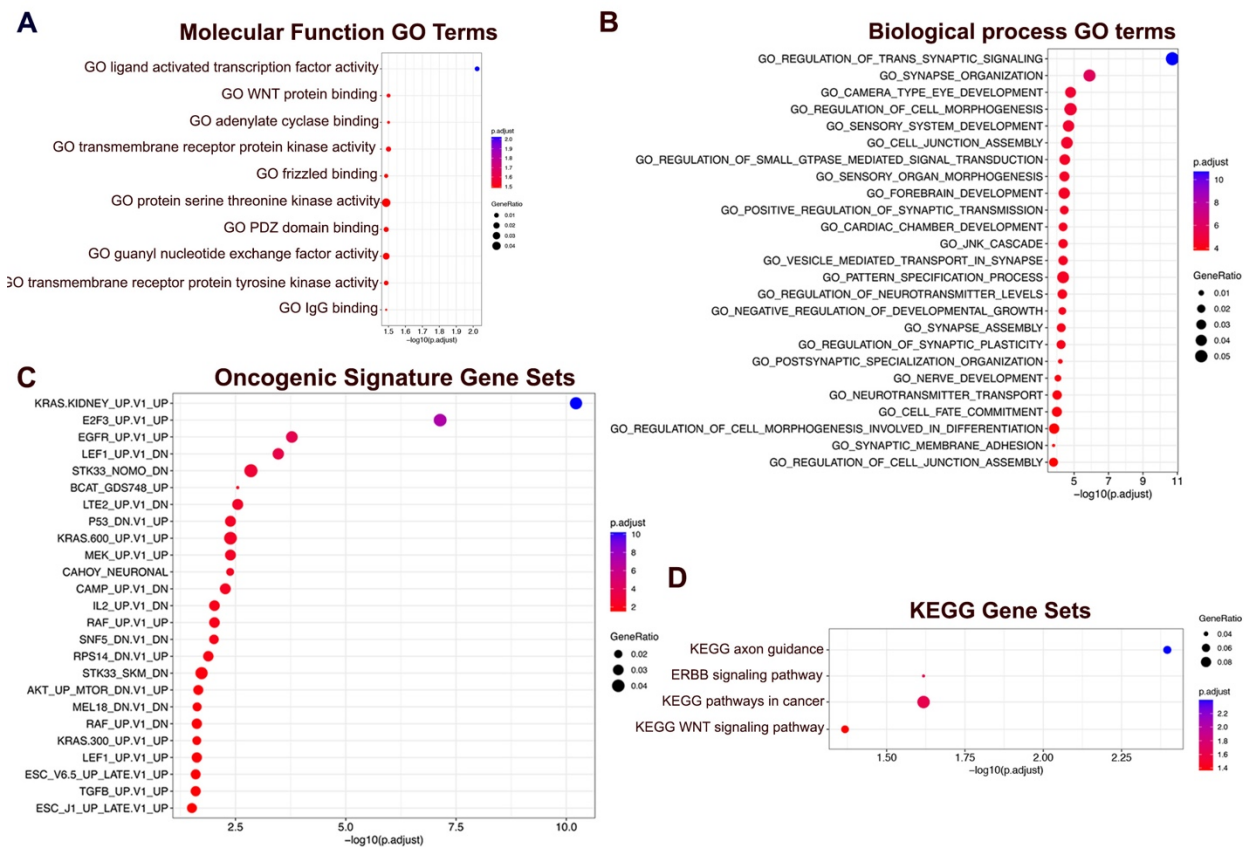 A
Molecular Function GO Terms
GO ligand activated transcription factor activity
GO WNT protein binding
GO adenylate cyclase binding
GO transmembrane receptor protein kinase activity
GO frizzled binding
GO protein serine threonine kinase activity
GO PDZ domain binding
GO guanyl nucleotide exchange factor activity
GO transmembrane receptor protein tyrosine kinase activity
GO IgG binding
1.5 1.6 1.6 1.7 1.8 1.9 1.9 2.0
−log10(p.adjust)
p.adjust
2.0
1.9
1.8
1.7
1.6
1.5
GeneRatio
0.01
0.02
0.03
0.04
B
Biological process GO terms
GO_REGULATION_OF_TRANS_SYNAPTIC_SIGNALING
GO_SYNAPSE_ORGANIZATION
GO_CAMERA_TYPE_EYE_DEVELOPMENT
GO_REGULATION_OF_CELL_MORPHOGENESIS
GO_SENSORY_SYSTEM_DEVELOPMENT
GO_CELL_JUNCTION_ASSEMBLY
GO_REGULATION_OF_SMALL_GTPASE_MEDIATED_SIGNAL_TRANSDUCTION
GO_SENSORY_ORGAN_MORPHOGENESIS
GO_FOREBRAIN_DEVELOPMENT
GO_POSITIVE_REGULATION_OF_SYNAPTIC_TRANSMISSION
GO_CARDIAC_CHAMBER_DEVELOPMENT
GO_JNK_CASCADE
GO_VESICLE_MEDIATED_TRANSPORT_IN_SYNAPSE
GO_PATTERN_SPECIFICATION_PROCESS
GO_REGULATION_OF_NEUROTRANSMITTER_LEVELS
GO_NEGATIVE_REGULATION_OF_DEVELOPMENTAL_GROWTH
GO_SYNAPSE_ASSEMBLY
GO_REGULATION_OF_SYNAPTIC_PLASTICITY
GO_POSTSYNAPTIC_SPECIALIZATION_ORGANIZATION
GO_NERVE_DEVELOPMENT
GO_NEUROTRANSMITTER_TRANSPORT
GO_CELL_FATE_COMMITMENT
GO_REGULATION_OF_CELL_MORPHOGENESIS_INVOLVED_IN_DIFFERENTIATION
GO_SYNAPTIC_MEMBRANE_ADHESION
GO_REGULATION_OF_CELL_JUNCTION_ASSEMBLY
5 7 9 11
−log10(p.adjust)
p.adjust
10
8
6
4
GeneRatio
0.01
0.02
0.03
0.04
0.05
C
Oncogenic Signature Gene Sets
KRAS.KIDNEY_UP.V1_UP
E2F3_UP.V1_UP
EGFR_UP.V1_UP
LEF1_UP.V1_DN
STK33_NOMO_DN
BCAT_GDS748_UP
LTE2_UP.V1_DN
P53_DN.V1_UP
KRAS.600_UP.V1_UP
MEK_UP.V1_UP
CAHOY_NEURONAL
CAMP_UP.V1_DN
IL2_UP.V1_DN
RAF_UP.V1_UP
SNF5_DN.V1_DN
RPS14_DN.V1_UP
STK33_SKM_DN
AKT_UP_MTOR_DN.V1_UP
MEL18_DN.V1_DN
RAF_UP.V1_DN
KRAS.300_UP.V1_UP
LEF1_UP.V1_UP
ESC_V6.5_UP_LATE.V1_UP
TGFB_UP.V1_UP
ESC_J1_UP_LATE.V1_UP
2.5 5.0 7.5 10.0
−log10(p.adjust)
p.adjust
10
8
6
4
2
GeneRatio
0.02
0.03
0.04
D
KEGG Gene Sets
KEGG axon guidance
ERBB signaling pathway
KEGG pathways in cancer
KEGG WNT signaling pathway
1.50 1.75 2.00 2.25
−log10(p.adjust)
GeneRatio
0.04
0.06
0.08
p.adjust
2.2
2.0
1.8
1.6
1.4